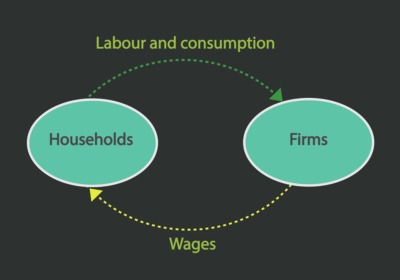 Labour and consumption
Households
Firms
Wages